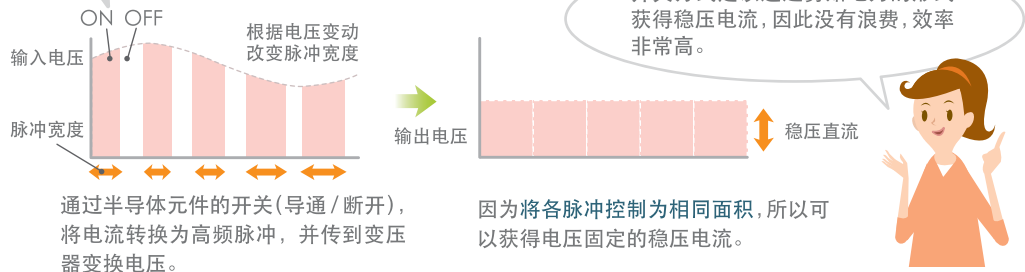 获得稳压电流，因此没有浪费，效率
非常高。
ON OFF
根据电压变动
改变脉冲宽度
输入电压
脉冲宽度
通过半导体元件的开关(导通/断开)，
将电流转换为高频脉冲，并传到变压
器变换电压。
输出电压
稳压直流
因为将各脉冲控制为相同面积，所以可
以获得电压固定的稳压电流。